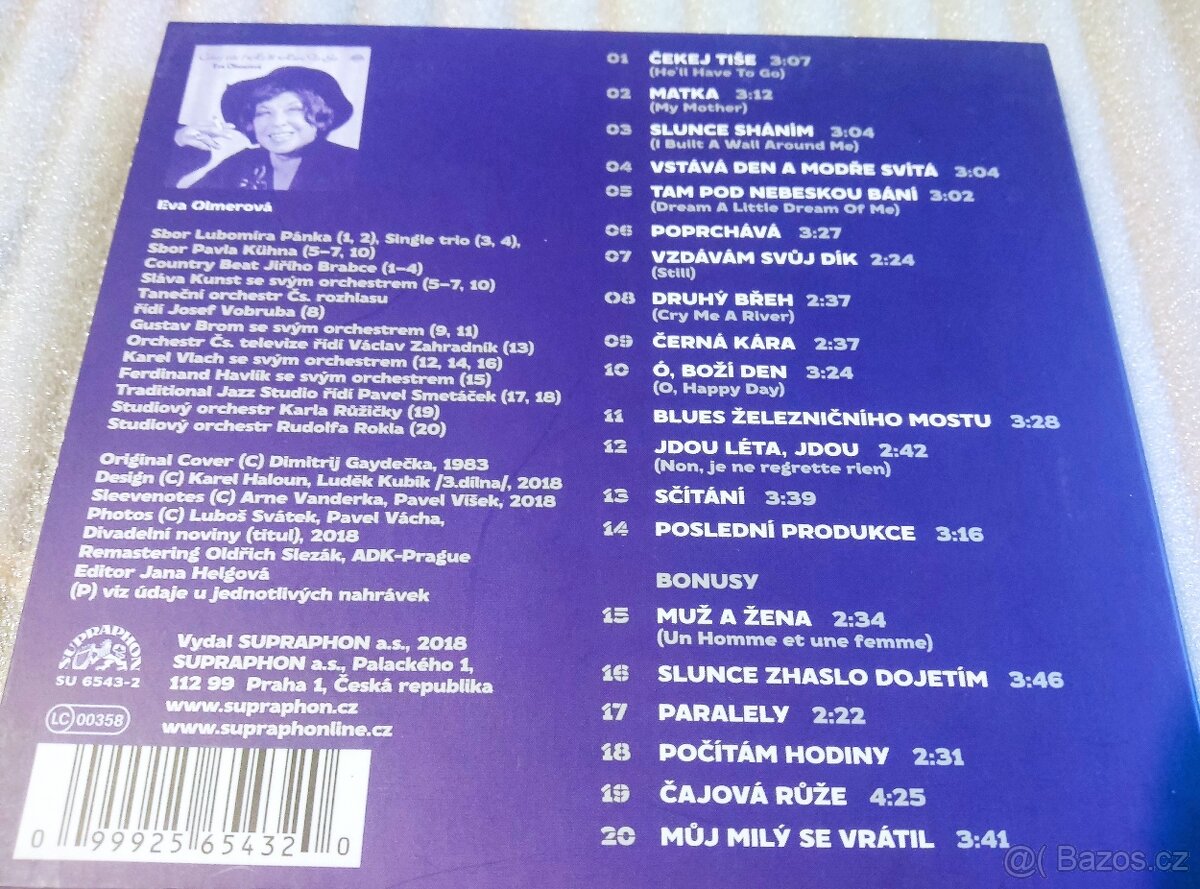 Eva Olmerová
Eva Olmerová
Sbor Lubomíra Pánka (1, 2), Single trio (3, 4),
Sbor Pavla Kühna (5–7, 10)
Country Beat Jiřího Brabce (1–4)
Sláva Kunst se svým orchestrem (5–7, 10)
Taneční orchestr Čs. rozhlasu
řídí Josef Vobruba (8)
Gustav Brom se svým orchestrem (9, 11)
Orchestr Čs. televize řídí Václav Zahradník (13)
Karel Vlach se svým orchestrem (12, 14, 16)
Ferdinand Havlík se svým orchestrem (15)
Traditional Jazz Studio řídí Pavel Smetáček (17, 18)
Studiový orchestr Karla Růžičky (19)
Studiový orchestr Rudolfa Rokla (20)
Original Cover (C) Dimitrij Gaydečka, 1983
Design (C) Karel Haloun, Luděk Kubík /3.dílna/, 2018
Sleevenotes (C) Arne Vanderka, Pavel Víšek, 2018
Photos (C) Luboš Svátek, Pavel Vácha,
Divadelní noviny (titul), 2018
Remastering Oldřich Slezák, ADK-Prague
Editor Jana Helgová
(P) viz údaje u jednotlivých nahrávek
SUPRAPHON
SU 6543-2
LC 00358
Vydal SUPRAPHON a.s., 2018
SUPRAPHON a.s., Palackého 1,
112 99 Praha 1, Česká republika
www.supraphon.cz
www.supraphonline.cz
0 99925 65432 0
01 ČEKEJ TIŠE 3:07
(He'll Have To Go)
02 MATKA 3:12
(My Mother)
03 SLUNCE SHÁNÍM 3:04
(I Built A Wall Around Me)
04 VSTÁVÁ DEN A MODŘE SVÍTÁ 3:04
05 TAM POD NEBESKOU BÁNÍ 3:02
(Dream A Little Dream Of Me)
06 POPRCHÁVÁ 3:27
07 VZDÁVÁM SVŮJ DÍK 2:24
(Still)
08 DRUHÝ BŘEH 2:37
(Cry Me A River)
09 ČERNÁ KÁRA 2:37
10 Ó, BOŽÍ DEN 3:24
(O, Happy Day)
11 BLUES ŽELEZNIČNÍHO MOSTU 3:28
12 JDOU LÉTA, JDOU 2:42
(Non, je ne regrette rien)
13 SČÍTÁNÍ 3:39
14 POSLEDNÍ PRODUKCE 3:16
BONUSY
15 MUŽ A ŽENA 2:34
(Un Homme et une femme)
16 SLUNCE ZHASLO DOJETÍM 3:46
17 PARALELY 2:22
18 POČÍTÁM HODINY 2:31
19 ČAJOVÁ RŮŽE 4:25
20 MŮJ MILÝ SE VRÁTIL 3:41
@( Bazos.cz